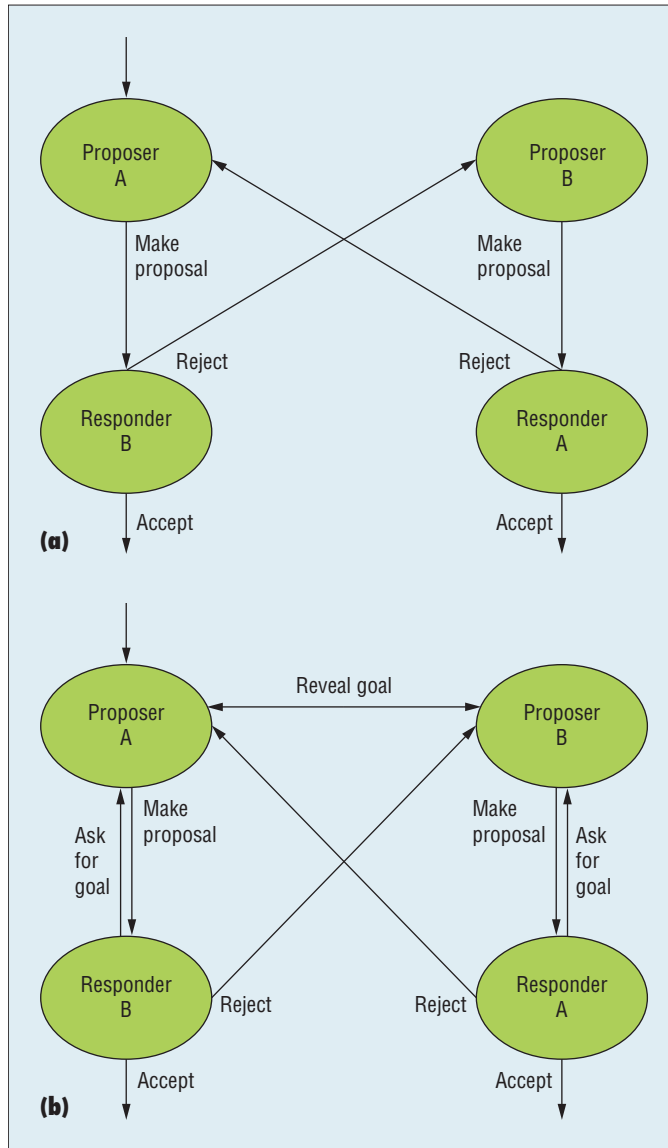 Proposer
A
Proposer
B
Make
proposal
Make
proposal
Reject
Reject
Responder
B
Responder
A
Accept
Accept
(a)
Reveal goal
Proposer
A
Proposer
B
Ask
for
goal
Make
proposal
Make
proposal
Ask
for
goal
Responder
B
Reject
Reject
Responder
A
Accept
Accept
(b)